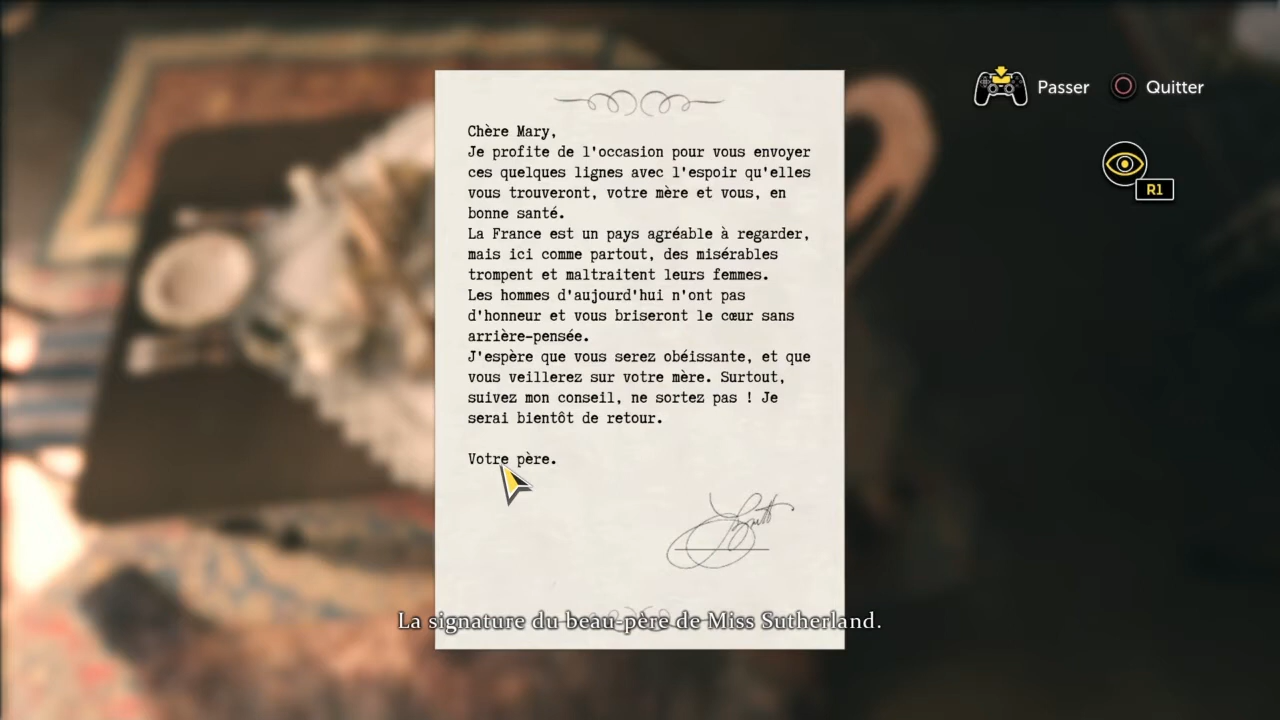 Passer
Quitter
R1
Chère Mary,
Je profite de l'occasion pour vous envoyer
ces quelques lignes avec l'espoir qu'elles
vous trouveront, votre mère et vous, en
bonne santé.
La France est un pays agréable à regarder,
mais ici comme partout, des misérables
trompent et maltraitent leurs femmes.
Les hommes d'aujourd'hui n'ont pas
d'honneur et vous briseront le cœur sans
arrière-pensée.
J'espère que vous serez obéissante, et que
vous veillerez sur votre mère. Surtout,
suivez mon conseil, ne sortez pas ! Je
serai bientôt de retour.
Votre père.
La signature du beau-père de Miss Sutherland.